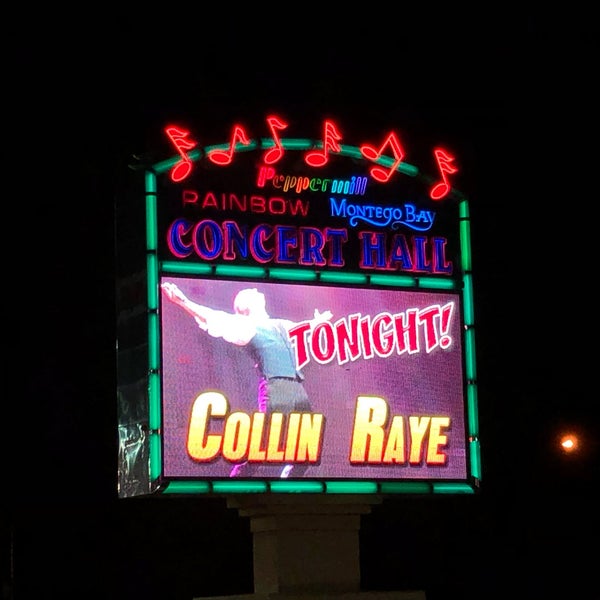 Peppermill
RAINBOW MONTEGO BAY
CONCERT HALL
TONIGHT!
COLLIN RAYE